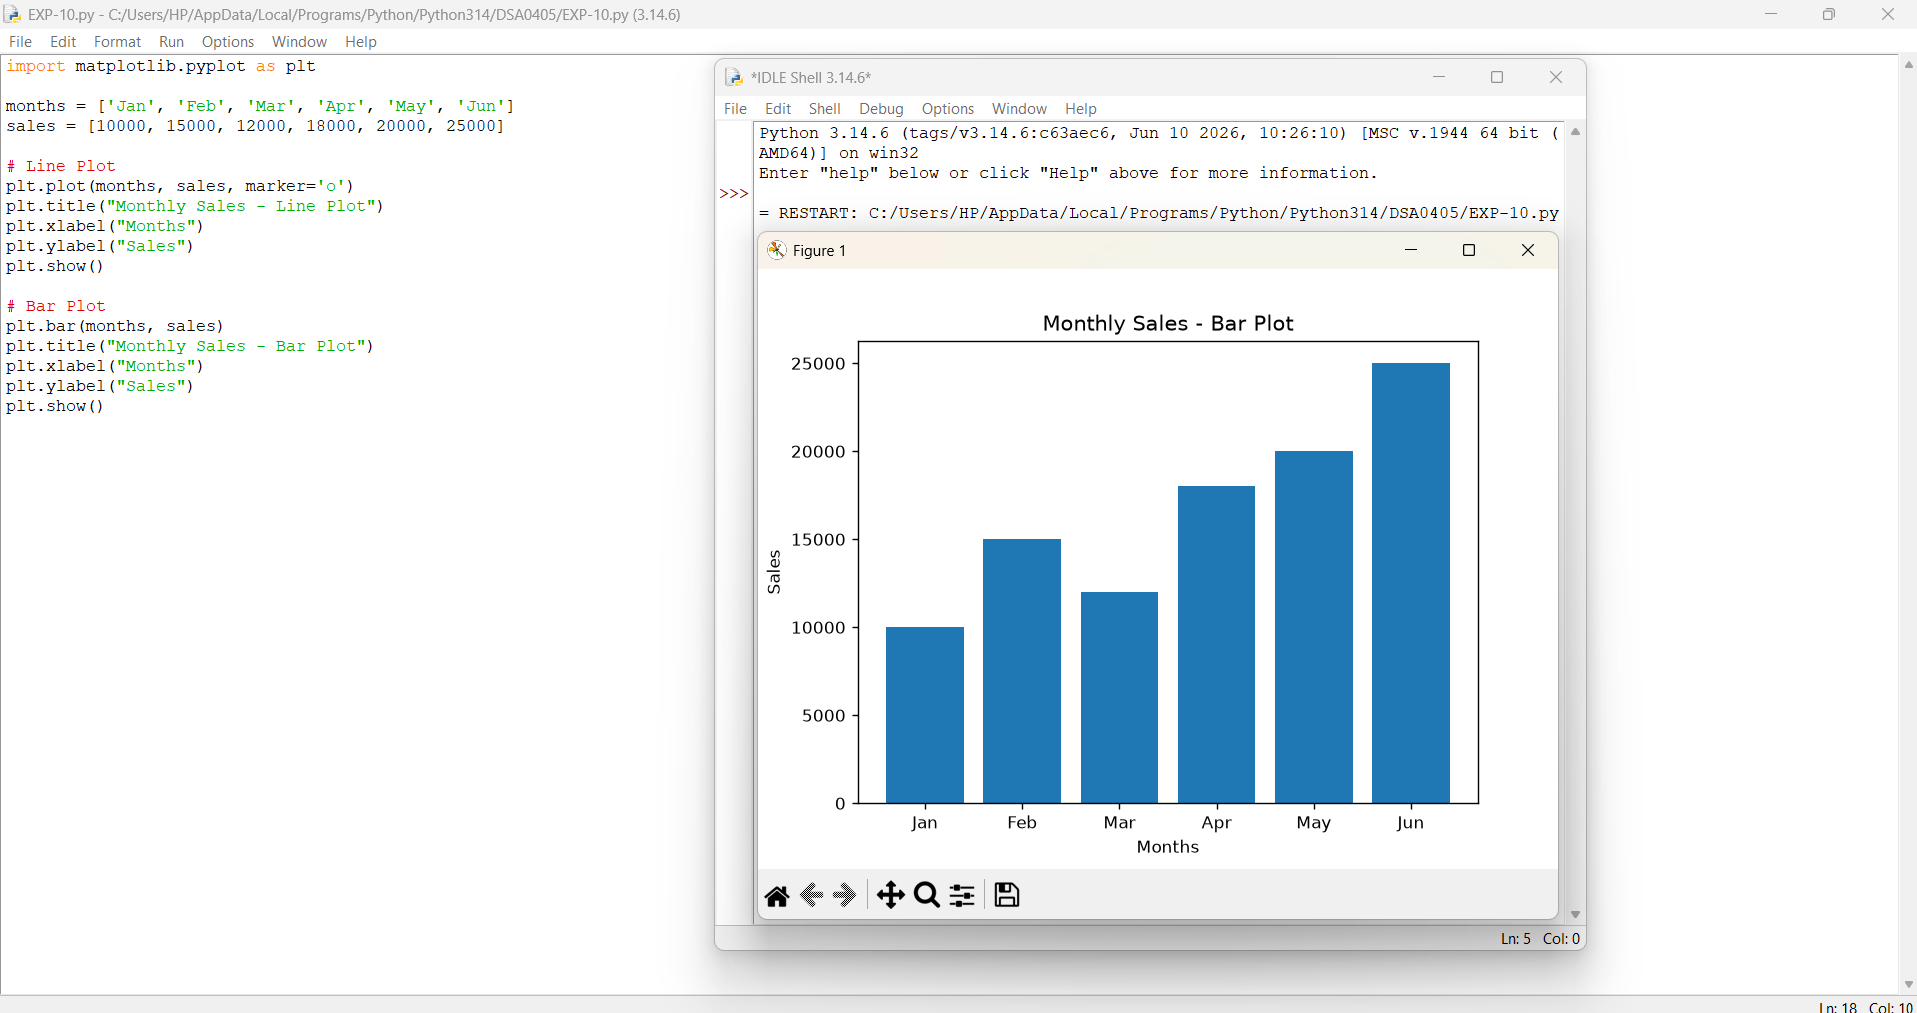 EXP-10.py - C:/Users/HP/AppData/Local/Programs/Python/Python314/DSA0405/EXP-10.py (3.14.6)
File Edit Format Run Options Window Help
import matplotlib.pyplot as plt
months = ['Jan', 'Feb', 'Mar', 'Apr', 'May', 'Jun']
sales = [10000, 15000, 12000, 18000, 20000, 25000]
# Line Plot
plt.plot(months, sales, marker='o')
plt.title("Monthly Sales - Line Plot")
plt.xlabel("Months")
plt.ylabel("Sales")
plt.show()
# Bar Plot
plt.bar(months, sales)
plt.title("Monthly Sales - Bar Plot")
plt.xlabel("Months")
plt.ylabel("Sales")
plt.show()
*IDLE Shell 3.14.6*
File Edit Shell Debug Options Window Help
Python 3.14.6 (tags/v3.14.6:c63aec6, Jun 10 2026, 10:26:10) [MSC v.1944 64 bit (
AMD64)] on win32
Enter "help" below or click "Help" above for more information.
>>>
= RESTART: C:/Users/HP/AppData/Local/Programs/Python/Python314/DSA0405/EXP-10.py
Figure 1
Monthly Sales - Bar Plot
25000
20000
15000
10000
5000
0
Sales
Jan Feb Mar Apr May Jun
Months
Ln: 5 Col: 0
Ln: 18 Col: 10